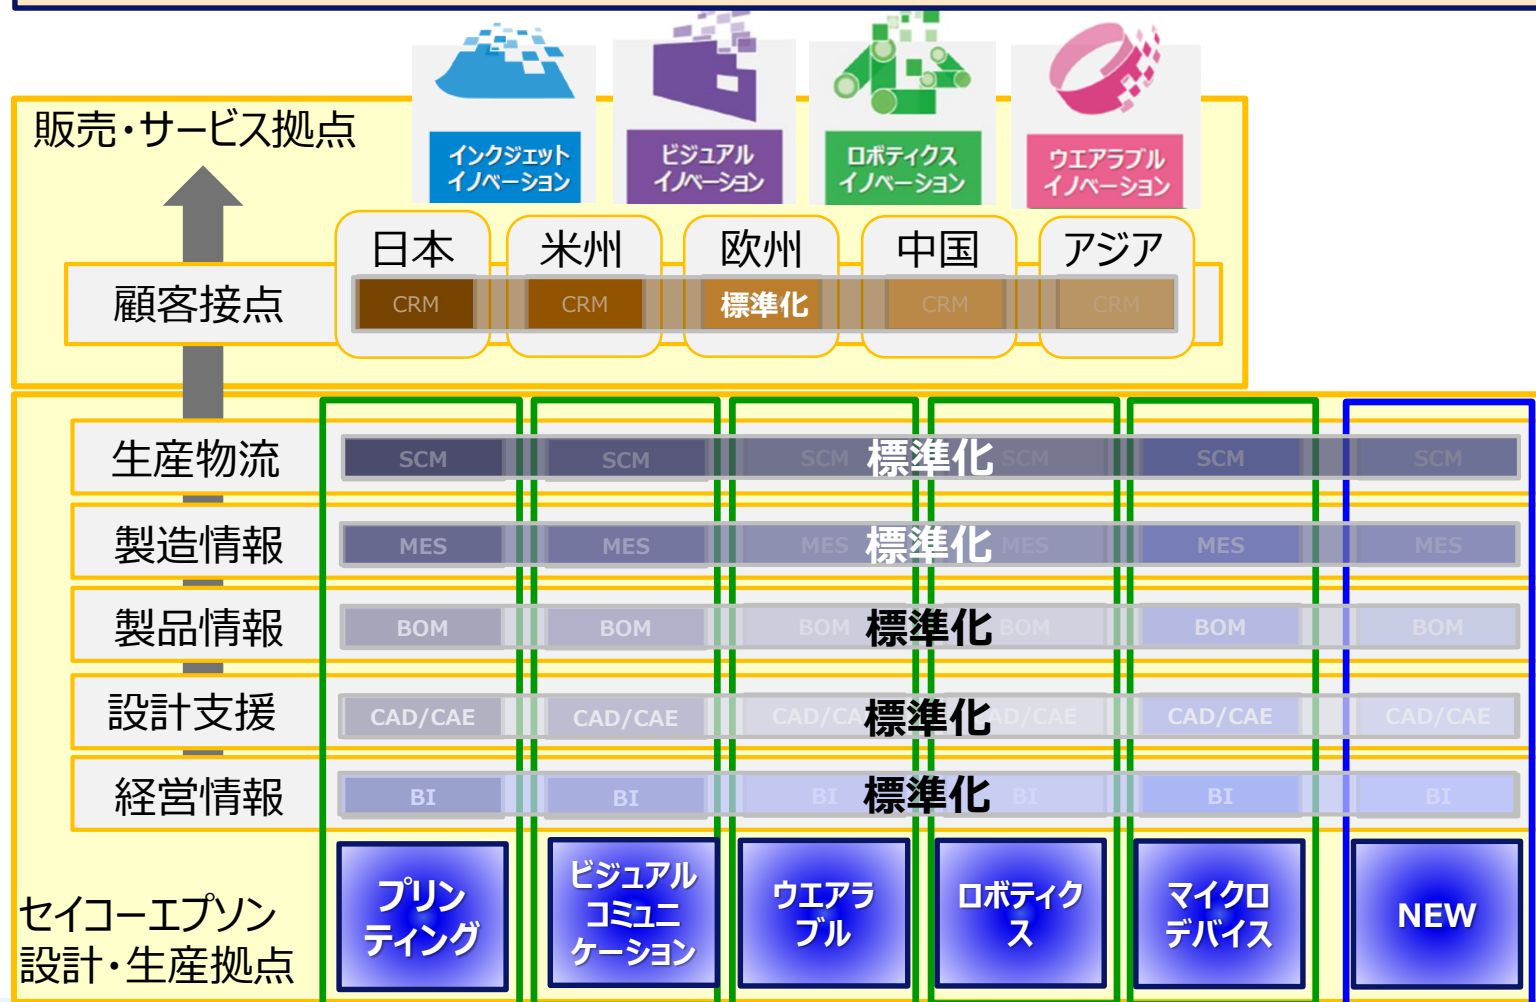 販売・サービス拠点
インクジェット
イノベーション
ビジュアル
イノベーション
ロボティクス
イノベーション
ウエアラブル
イノベーション
日本
米州
欧州
中国
アジア
顧客接点
CRM
CRM
標準化
CRM
CRM
生産物流
SCM
SCM
SCM
標準化
SCM
SCM
SCM
製造情報
MES
MES
MES
標準化
MES
MES
MES
製品情報
BOM
BOM
BOM
標準化
BOM
BOM
BOM
設計支援
CAD/CAE
CAD/CAE
CAD/CA
標準化
AD/CAE
CAD/CAE
CAD/CAE
経営情報
BI
BI
BI
標準化
BI
BI
BI
セイコーエプソン
設計・生産拠点
プリン
ティング
ビジュアル
コミュニ
ケーション
ウエアラ
ブル
ロボティク
ス
マイクロ
デバイス
NEW